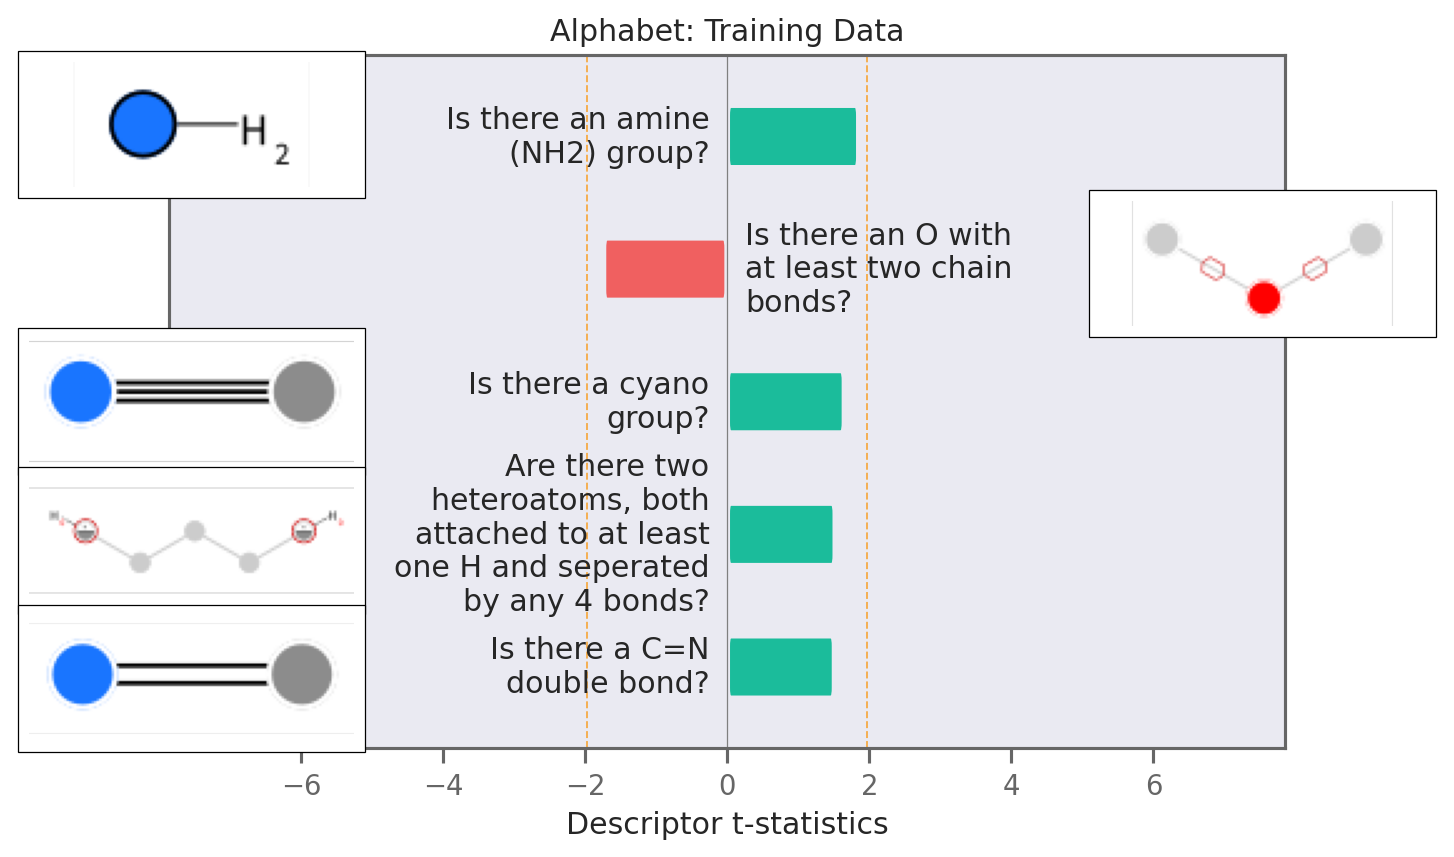 Alphabet: Training Data
H2
Is there an amine
(NH2) group?
Is there an O with
at least two chain
bonds?
Is there a cyano
group?
Are there two
heteroatoms, both
attached to at least
one H and seperated
by any 4 bonds?
Is there a C=N
double bond?
−6 −4 −2 0 2 4 6
Descriptor t-statistics